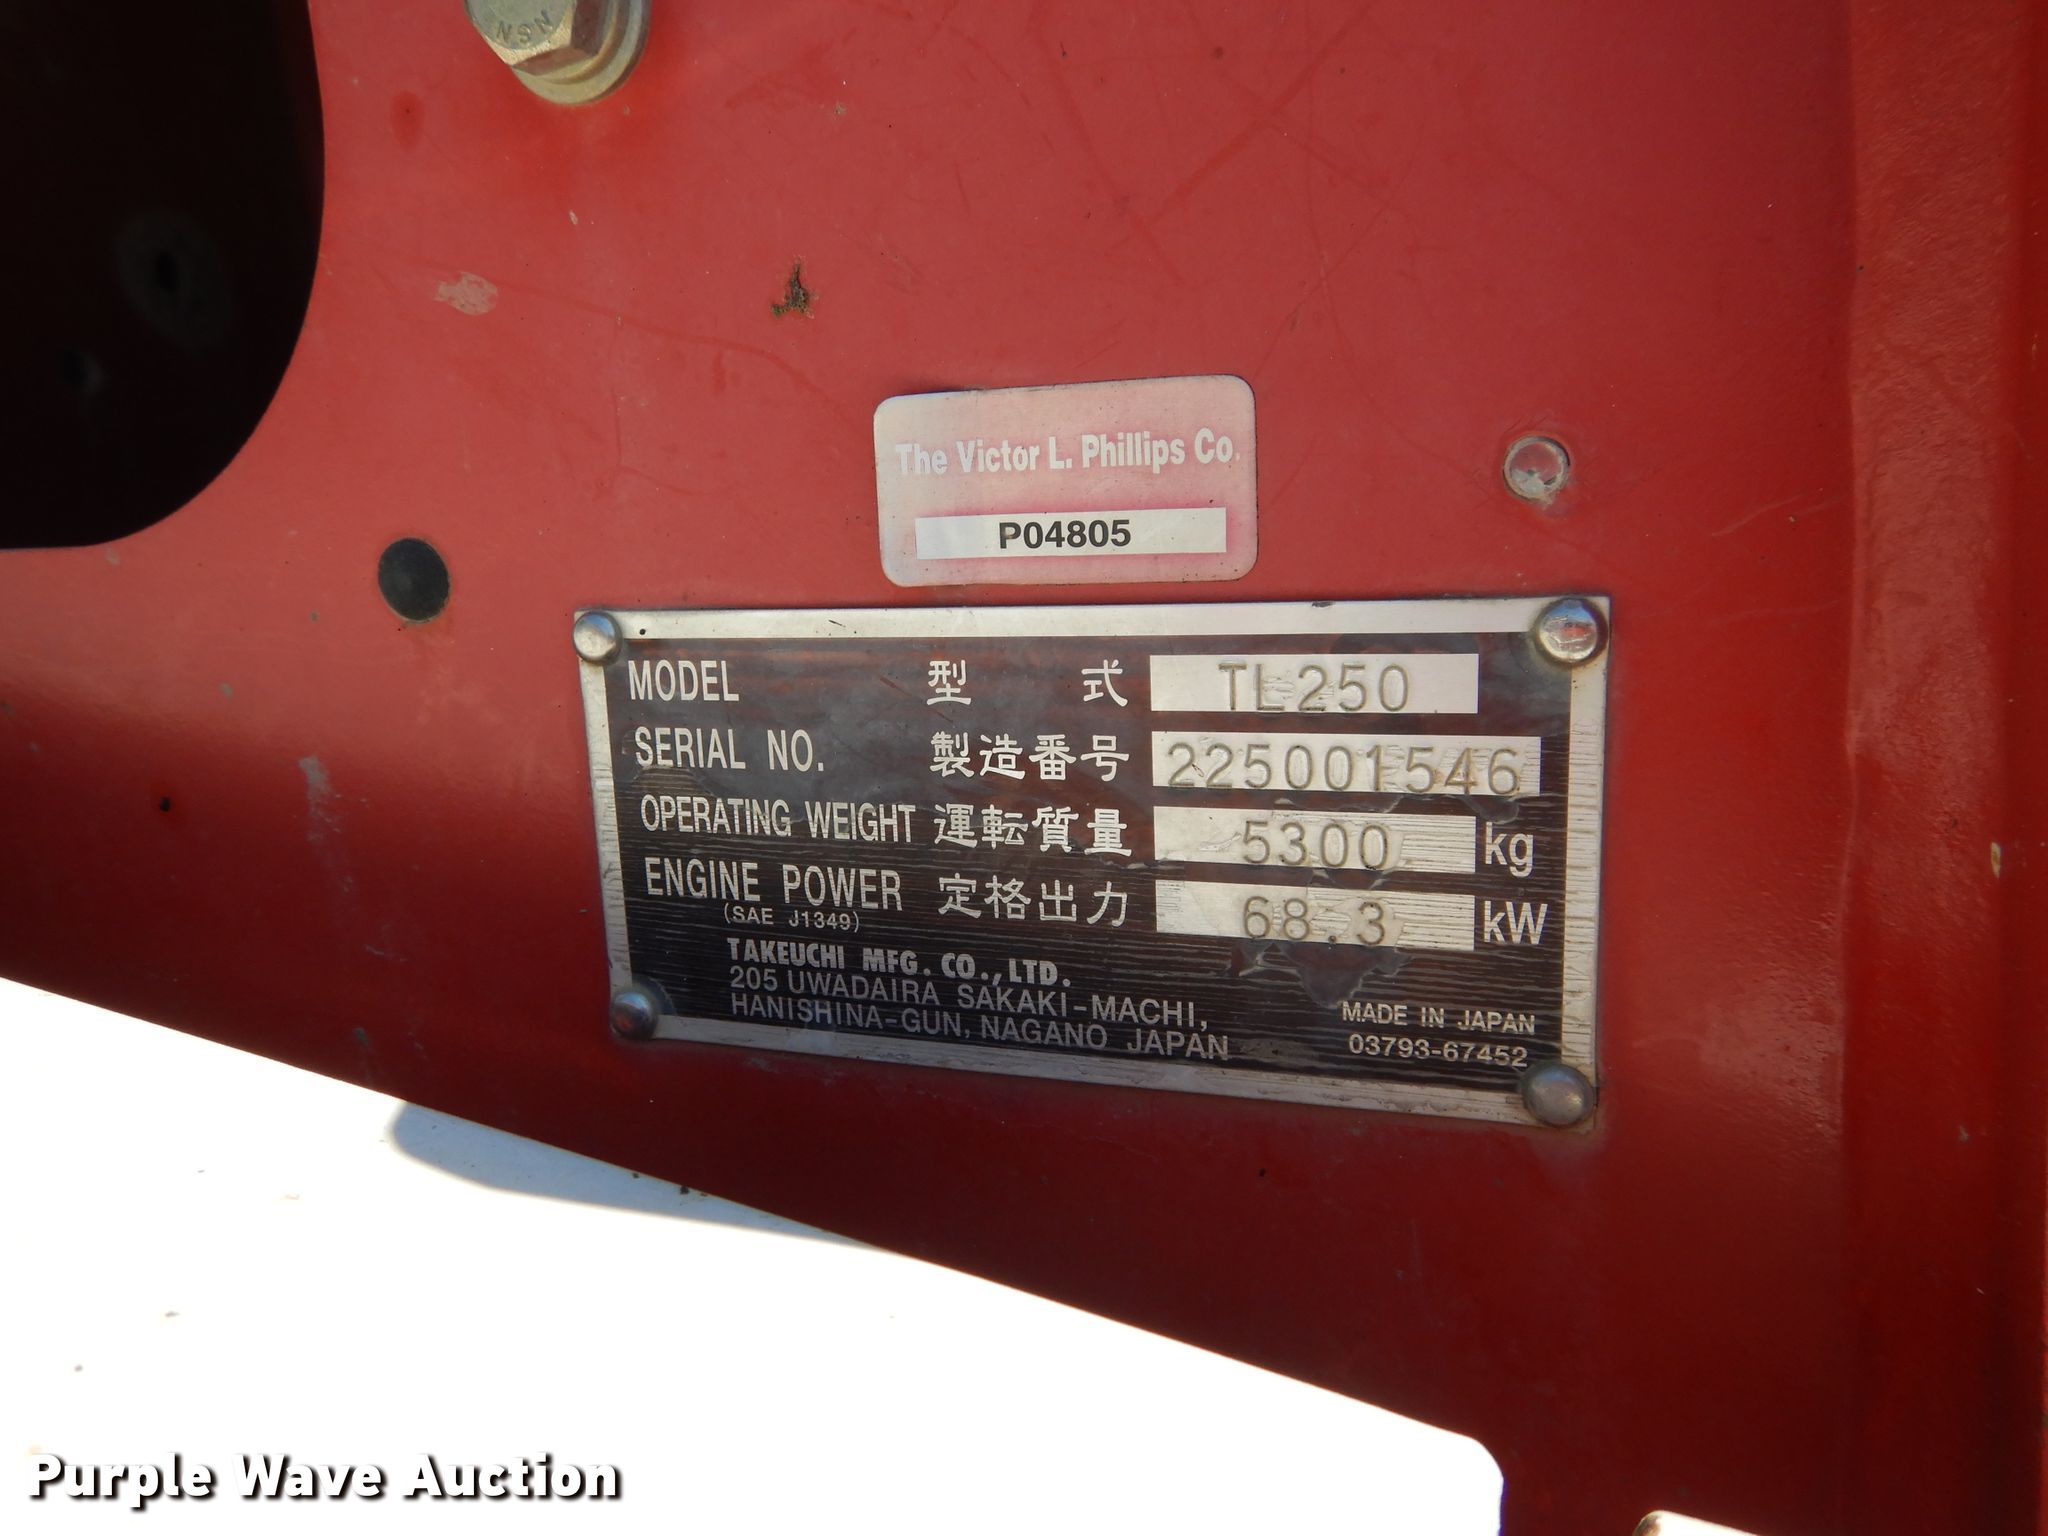 NSN
The Victor L. Phillips Co.
P04805
MODEL 型 式 TL250
SERIAL NO. 製造番号 225001546
OPERATING WEIGHT 運転質量 5300 kg
ENGINE POWER 定格出力 68.3 kW
(SAE J1349)
TAKEUCHI MFG. CO., LTD.
205 UWADAIRA SAKAKI-MACHI,
HANISHINA-GUN, NAGANO JAPAN
MADE IN JAPAN
03793-67452
Purple Wave Auction